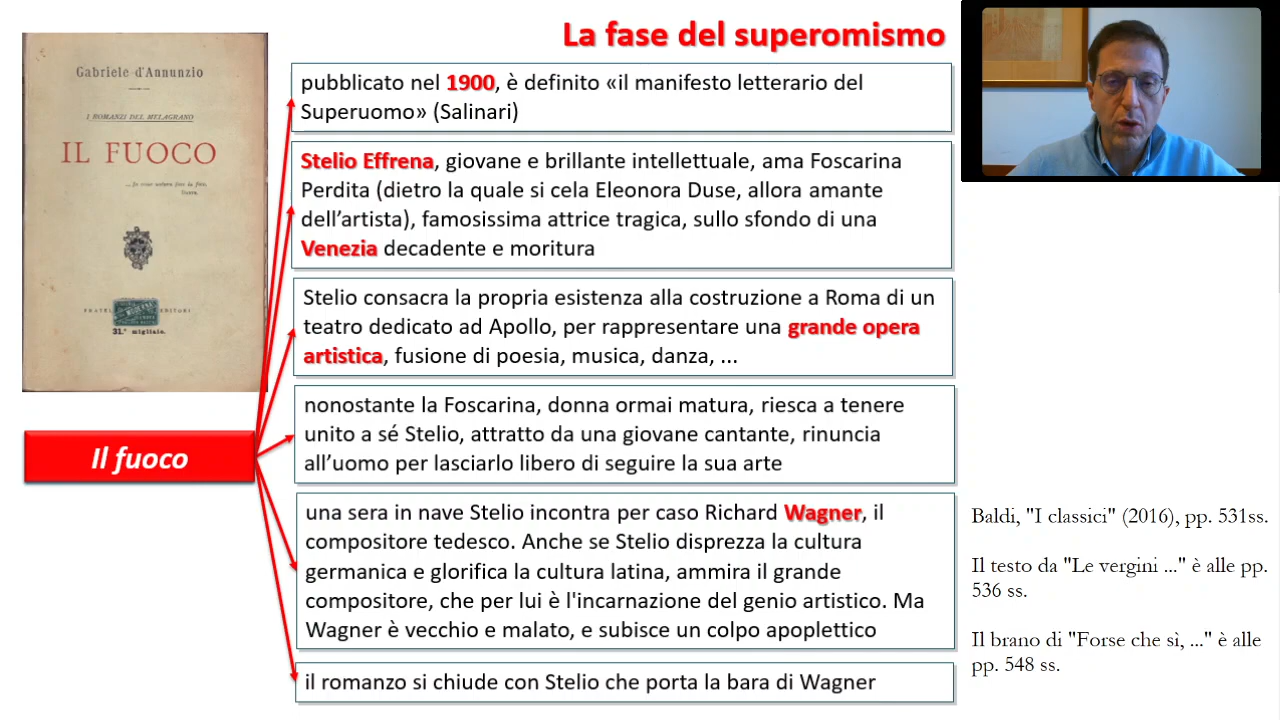 La fase del superomismo
Gabriele d'Annunzio
I ROMANZI DEL MELAGRANO
IL FUOCO
EDITORI
31.° migliaio.
pubblicato nel 1900, è definito «il manifesto letterario del
Superuomo» (Salinari)
Stelio Effrena, giovane e brillante intellettuale, ama Foscarina
Perdita (dietro la quale si cela Eleonora Duse, allora amante
dell’artista), famosissima attrice tragica, sullo sfondo di una
Venezia decadente e moritura
Stelio consacra la propria esistenza alla costruzione a Roma di un
teatro dedicato ad Apollo, per rappresentare una grande opera
artistica, fusione di poesia, musica, danza, ...
nonostante la Foscarina, donna ormai matura, riesca a tenere
unito a sé Stelio, attratto da una giovane cantante, rinuncia
all’uomo per lasciarlo libero di seguire la sua arte
Il fuoco
una sera in nave Stelio incontra per caso Richard Wagner, il
compositore tedesco. Anche se Stelio disprezza la cultura
germanica e glorifica la cultura latina, ammira il grande
compositore, che per lui è l'incarnazione del genio artistico. Ma
Wagner è vecchio e malato, e subisce un colpo apoplettico
il romanzo si chiude con Stelio che porta la bara di Wagner
Baldi, "I classici" (2016), pp. 531ss.
Il testo da "Le vergini ..." è alle pp.
536 ss.
Il brano di "Forse che sì, ..." è alle
pp. 548 ss.